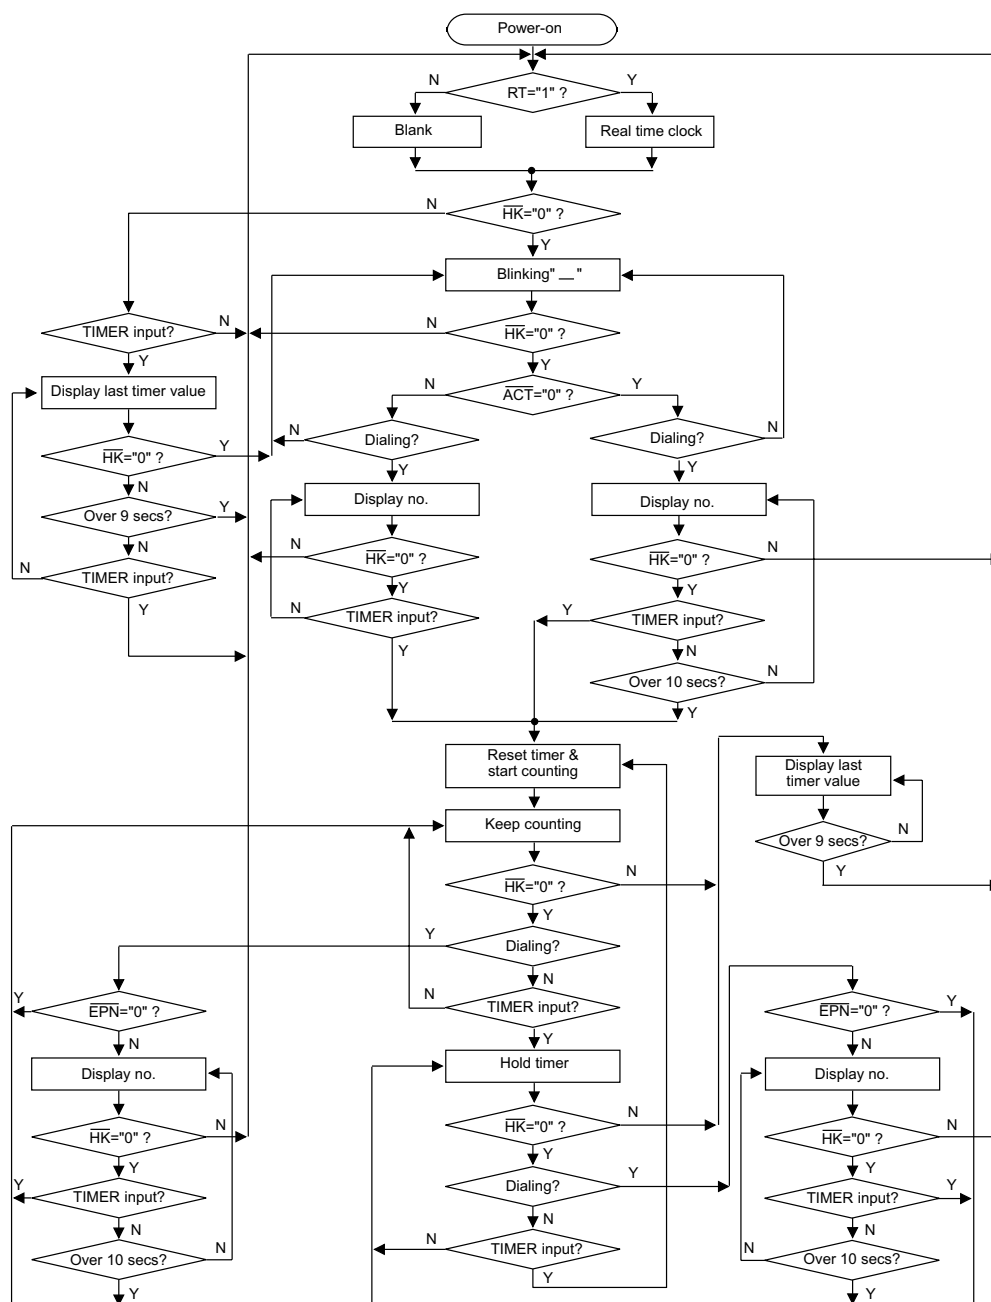 Power-on
N
Y
RT="1" ?
Blank
Real time clock
N
HK="0" ?
Y
Blinking" __ "
TIMER input?
N
N
HK="0" ?
Y
Y
Display last timer value
N
ACT="0" ?
Y
N
Dialing?
Dialing?
N
HK="0" ?
Y
Y
Y
N
Display no.
Display no.
Over 9 secs?
Y
N
N
HK="0" ?
HK="0" ?
N
N
TIMER input?
Y
Y
Y
N
TIMER input?
Y
TIMER input?
Y
N
Over 10 secs?
N
Y
Reset timer &
start counting
Display last
timer value
Keep counting
Over 9 secs?
N
Y
HK="0" ?
N
Y
Y
Dialing?
N
Y
EPN="0" ?
N
TIMER input?
EPN="0" ?
Y
N
Y
N
Display no.
Hold timer
Display no.
HK="0" ?
N
HK="0" ?
N
HK="0" ?
N
Y
Y
Y
Y
TIMER input?
Dialing?
Y
TIMER input?
Y
N
N
N
Over 10 secs?
N
N
TIMER input?
N
Over 10 secs?
Y
Y
Y